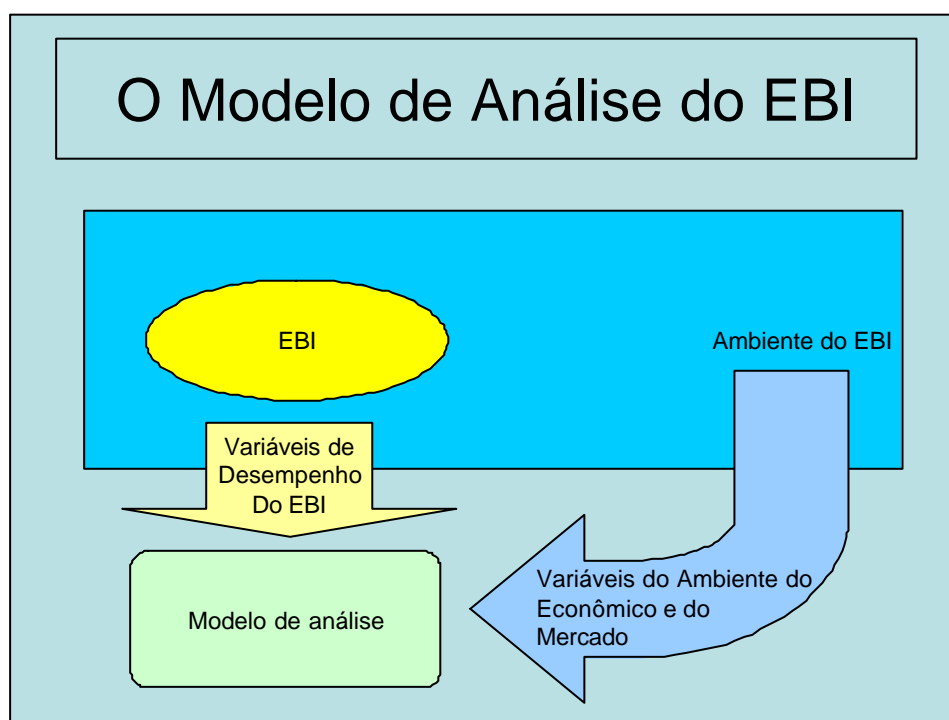 O Modelo de Análise do EBI
EBI
Ambiente do EBI
Variáveis de
Desempenho
Do EBI
Variáveis do Ambiente do
Econômico e do
Mercado
Modelo de análise